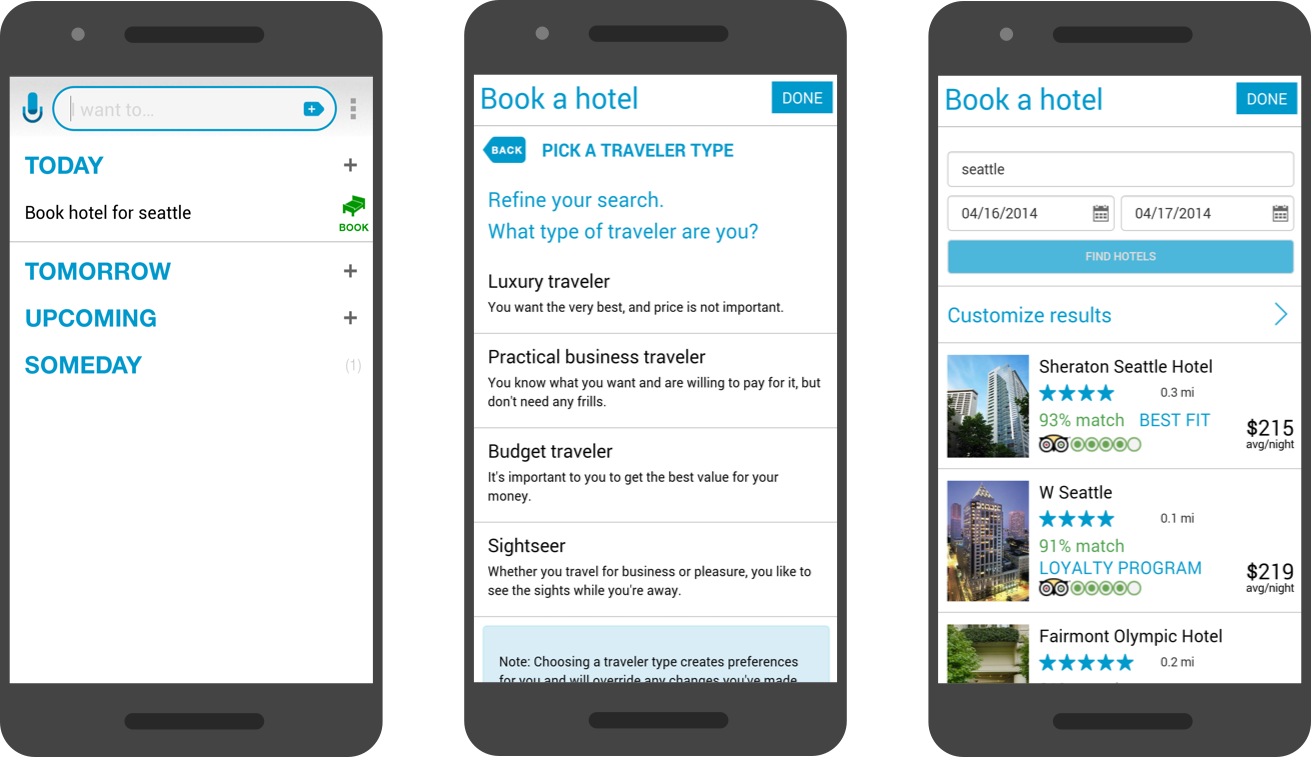 I want to...
TODAY
Book hotel for seattle
BOOK
TOMORROW
UPCOMING
SOMEDAY
(1)
Book a hotel
DONE
BACK
PICK A TRAVELER TYPE
Refine your search.
What type of traveler are you?
Luxury traveler
You want the very best, and price is not important.
Practical business traveler
You know what you want and are willing to pay for it, but
don't need any frills.
Budget traveler
It's important to you to get the best value for your
money.
Sightseer
Whether you travel for business or pleasure, you like to
see the sights while you're away.
Note: Choosing a traveler type creates preferences
for you and will override any changes you've made
Book a hotel
DONE
seattle
04/16/2014
04/17/2014
FIND HOTELS
Customize results
Sheraton Seattle Hotel
0.3 mi
93% match
BEST FIT
$215
avg/night
W Seattle
0.1 mi
91% match
LOYALTY PROGRAM
$219
avg/night
Fairmont Olympic Hotel
0.2 mi